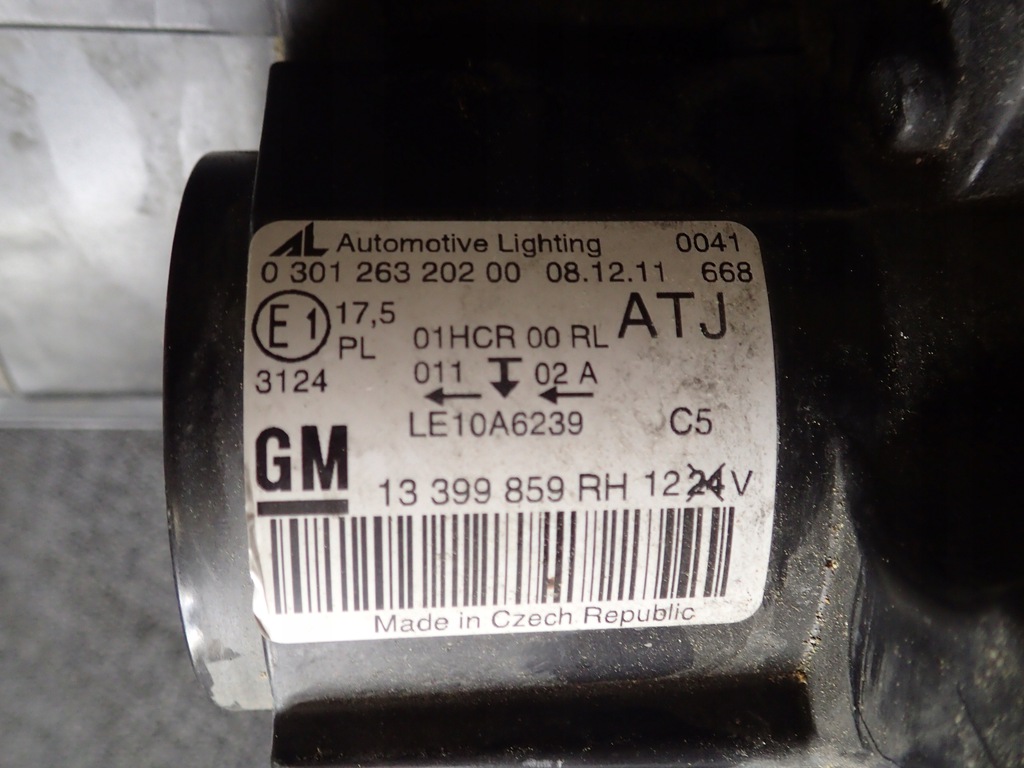 AL Automotive Lighting 0041
0 301 263 202 00 08.12.11 668
E1 17,5 01HCR 00 RL ATJ
PL
3124 011 02 A
LE10A6239 C5
GM
13 399 859 RH 12 24 V
Made in Czech Republic